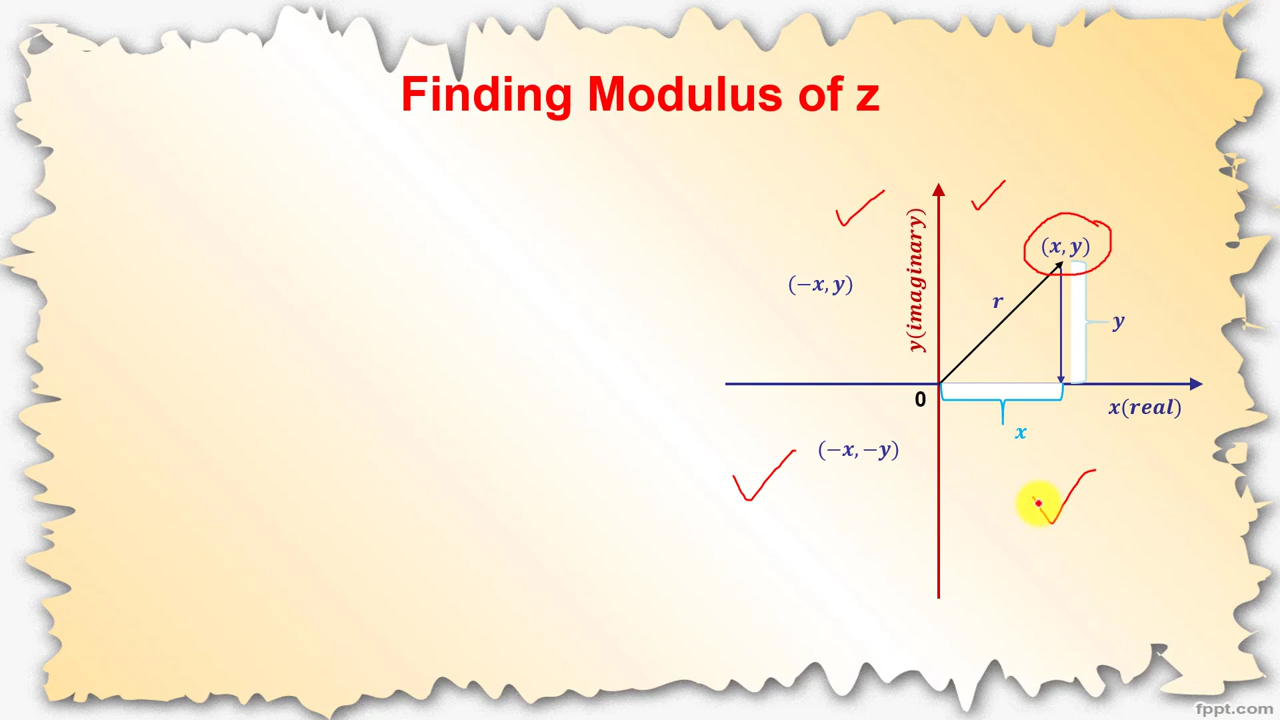 Finding Modulus of z
y(imaginary)
(x, y)
(−x, y)
r
y
0
x(real)
x
(−x, −y)
fppt.com